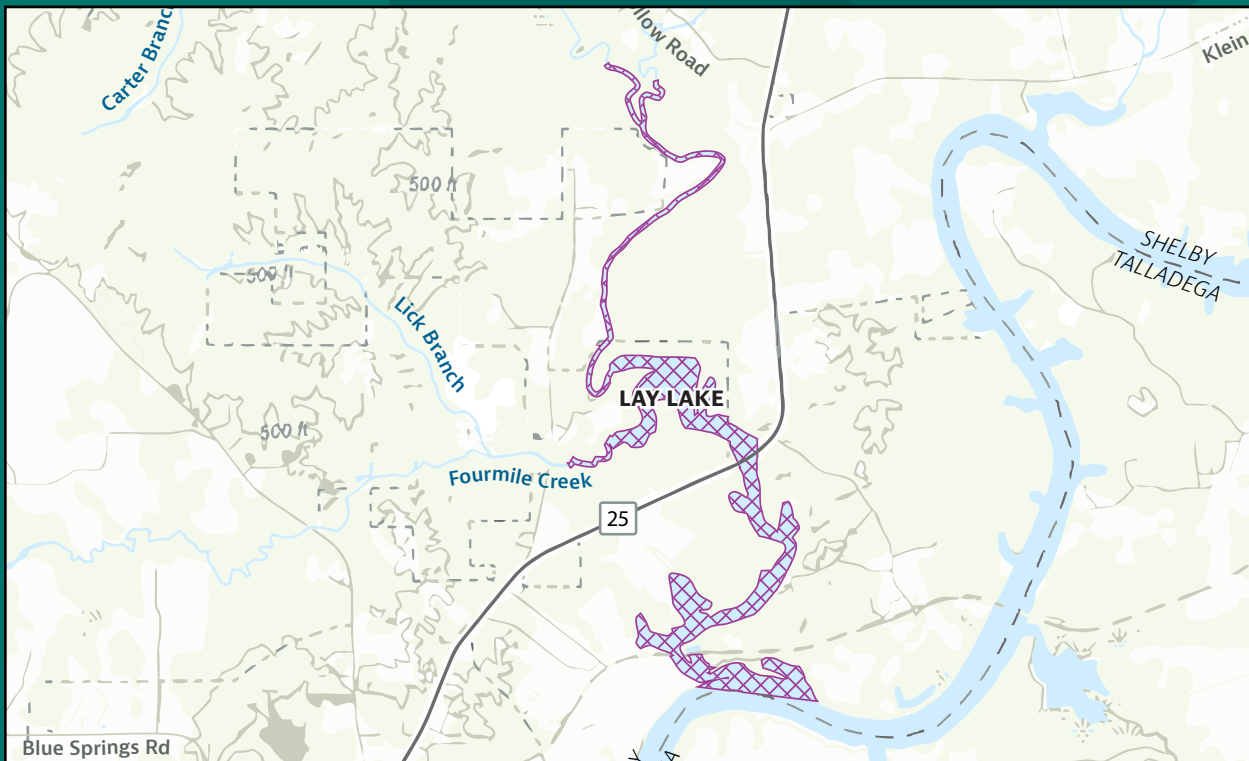 Carter Branc
llow Road
Klein
500 ft
SHELBY
TALLADEGA
500 ft
Lick Branch
LAY LAKE
500 ft
Fourmile Creek
25
Blue Springs Rd
Y
A